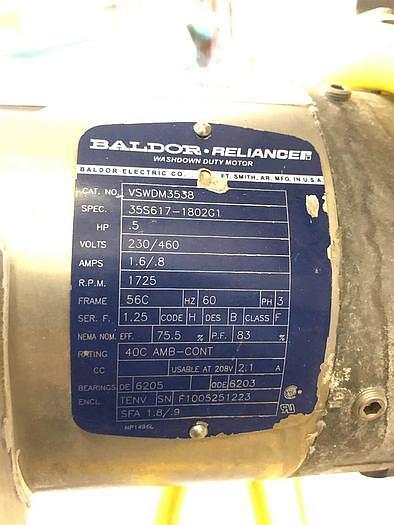 BALDOR • RELIANCE
WASHDOWN DUTY MOTOR
BALDOR ELECTRIC CO. FT. SMITH, AR. MFG. IN U.S.A.
CAT. NO. VSWDM3538
SPEC. 35S617-1802G1
HP .5
VOLTS 230/460
AMPS 1.6/.8
R.P.M. 1725
FRAME 56C HZ 60 PH 3
SER. F. 1.25 CODE H DES B CLASS F
NEMA NOM. EFF. 75.5 % P.F. 83 %
RATING 40C AMB-CONT
CC USABLE AT 208V 2.1 A
BEARINGS DE 6205 ODE 6203
ENCL. TENV SN F1005251223
SFA 1.8/.9